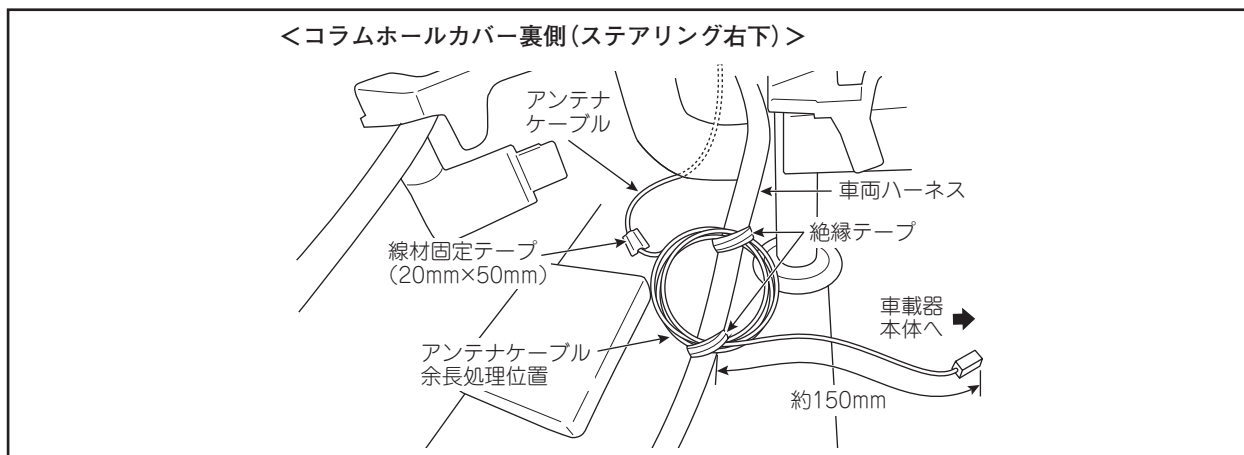 ＜コラムホールカバー裏側(ステアリング右下)＞
アンテナ
ケーブル
車両ハーネス
線材固定テープ
(20mm×50mm)
絶縁テープ
車載器
本体へ
アンテナケーブル
余長処理位置
約150mm